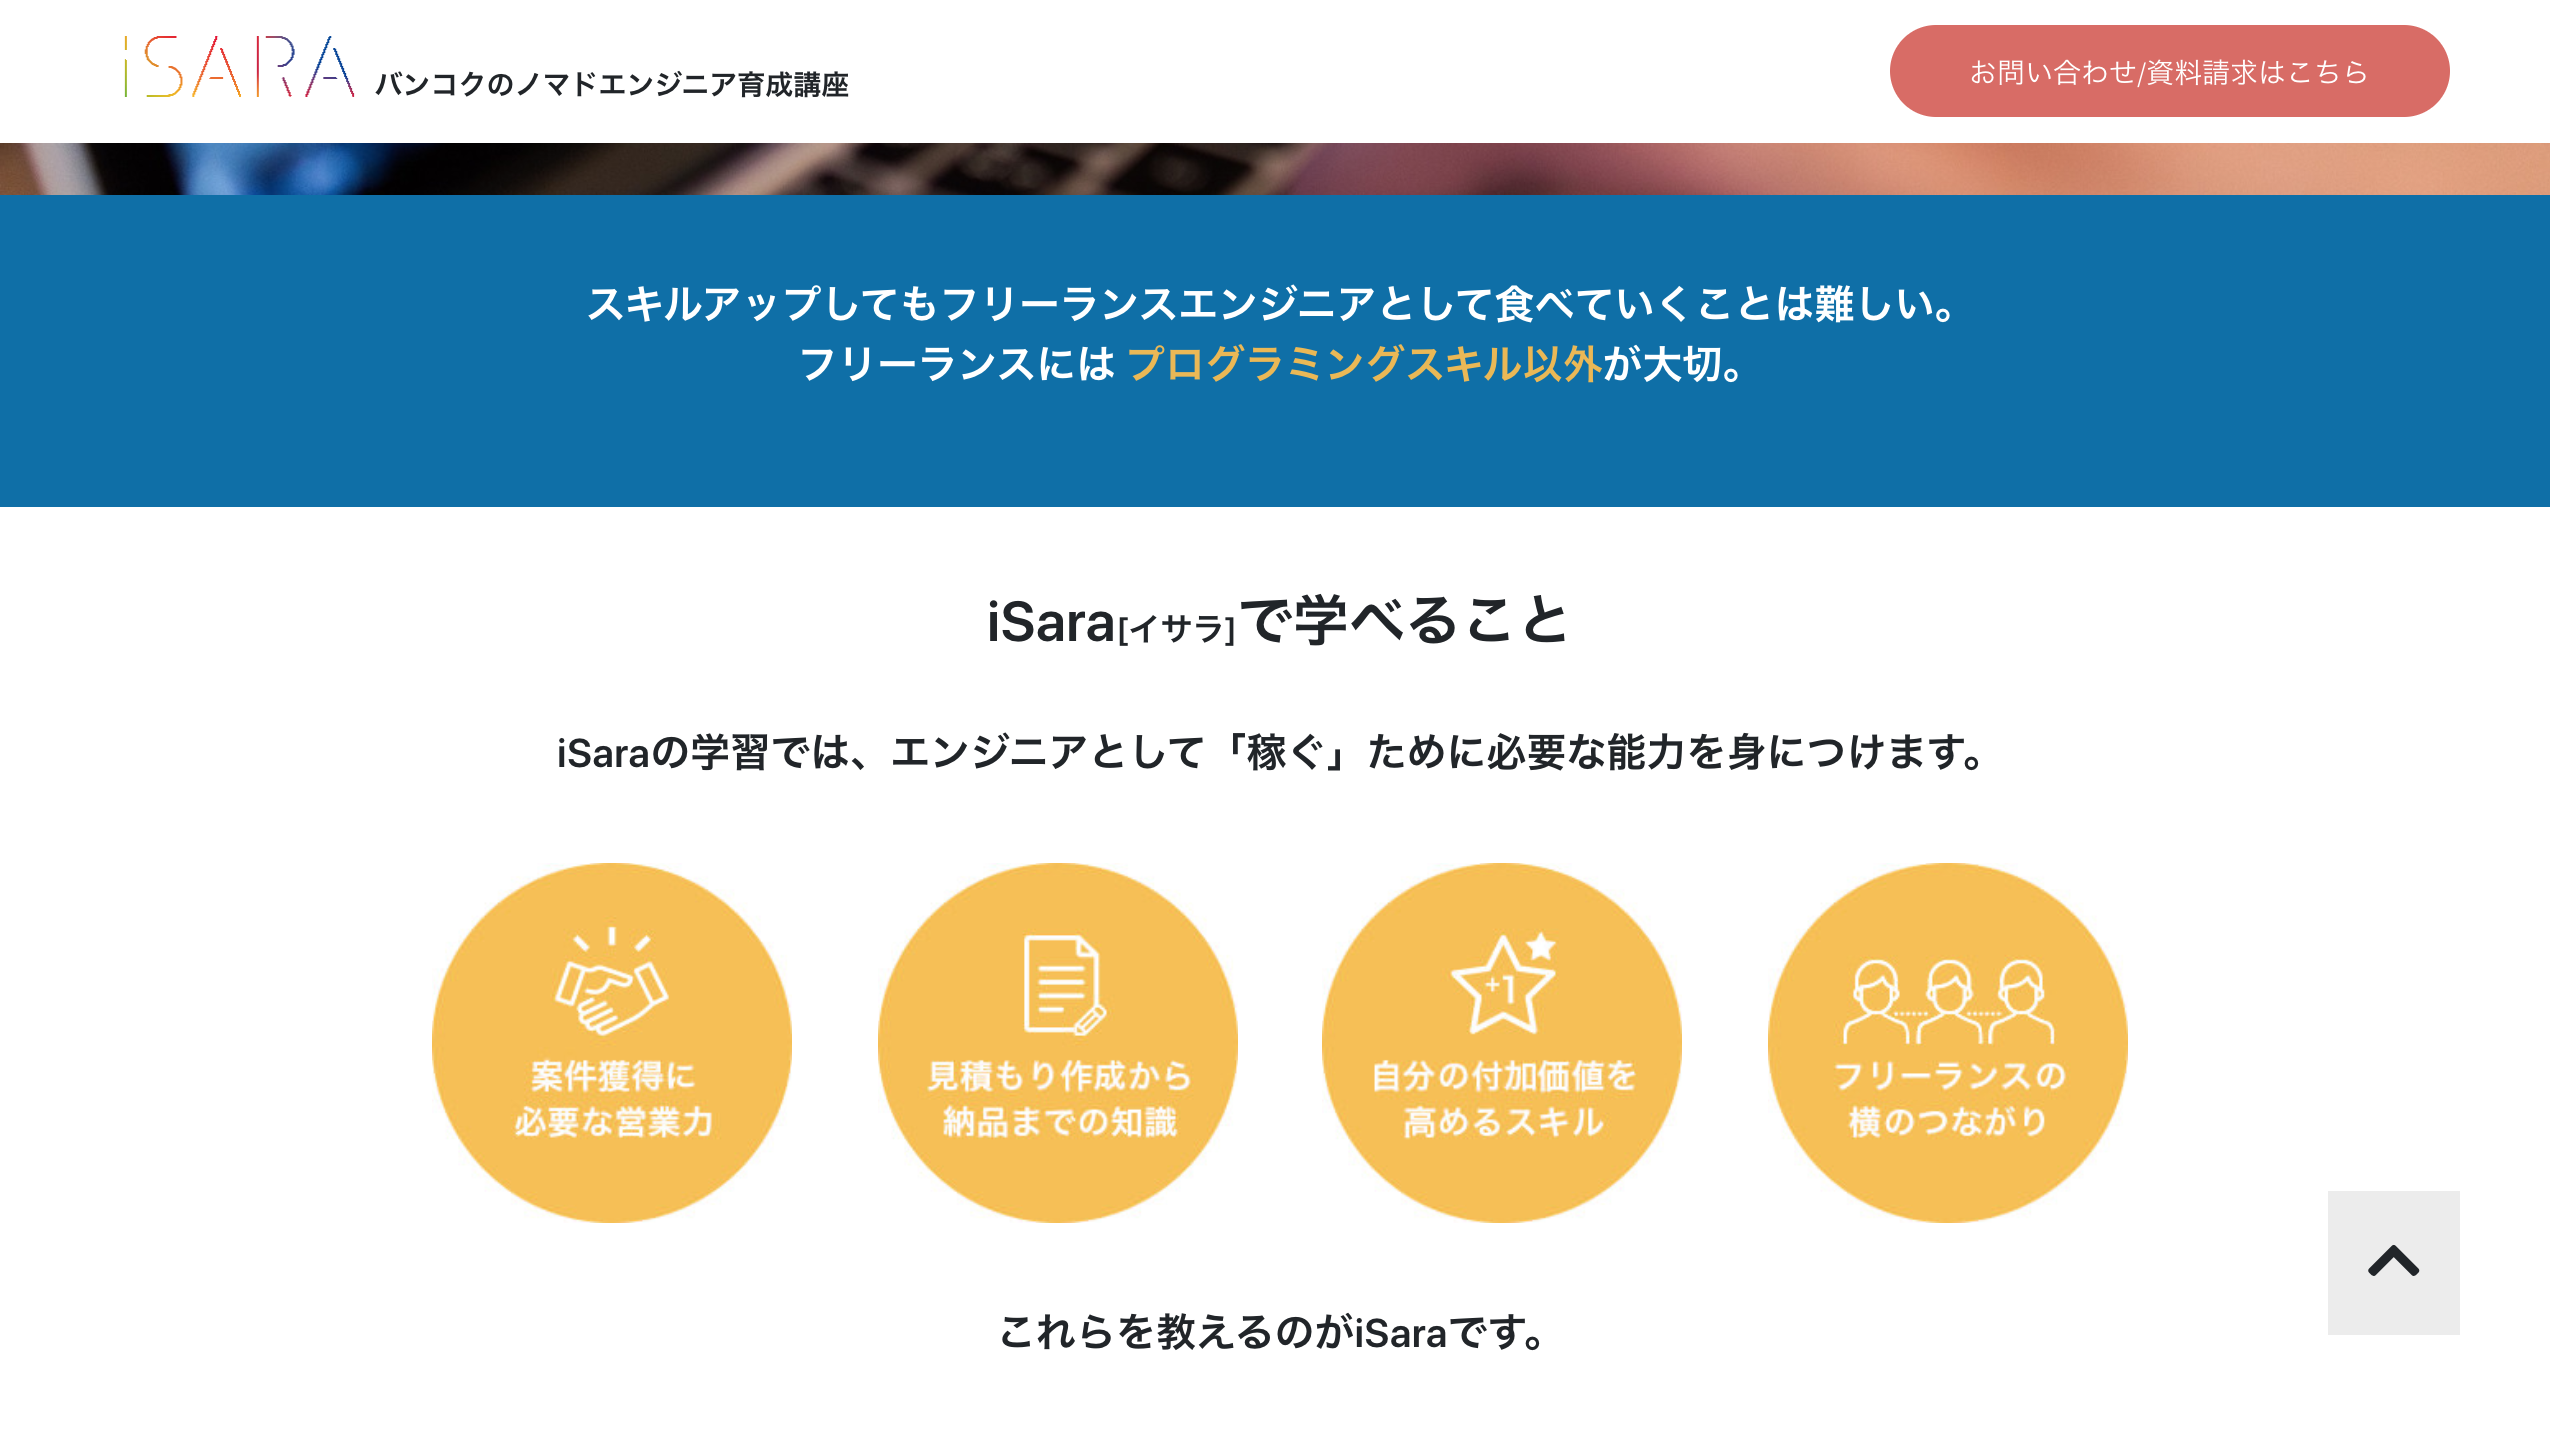 iSARA バンコクのノマドエンジニア育成講座
お問い合わせ/資料請求はこちら
スキルアップしてもフリーランスエンジニアとして食べていくことは難しい。
フリーランスには プログラミングスキル以外が大切。
iSara[イサラ]で学べること
iSaraの学習では、エンジニアとして「稼ぐ」ために必要な能力を身につけます。
案件獲得に
必要な営業力
見積もり作成から
納品までの知識
+1
自分の付加価値を
高めるスキル
フリーランスの
横のつながり
これらを教えるのがiSaraです。